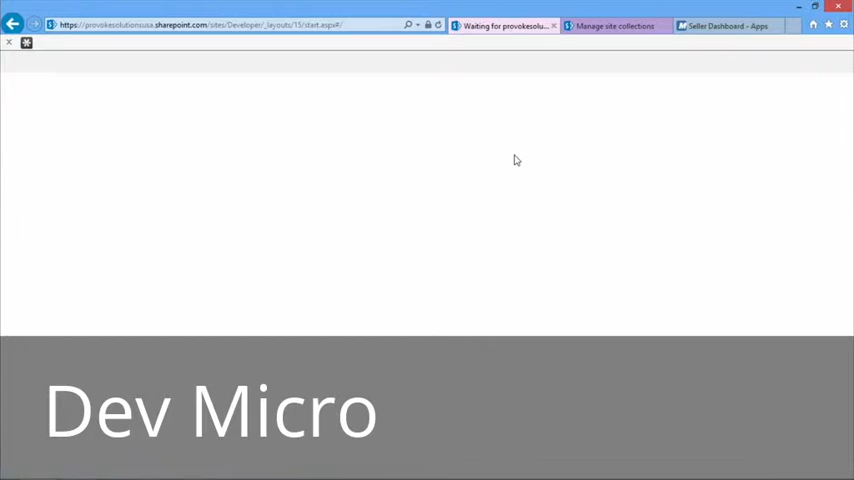 https://provokesolutionsusa.sharepoint.com/sites/Developer/_layouts/15/start.aspx#/
Waiting for provokesolu...
Manage site collections
Seller Dashboard - Apps
Dev Micro